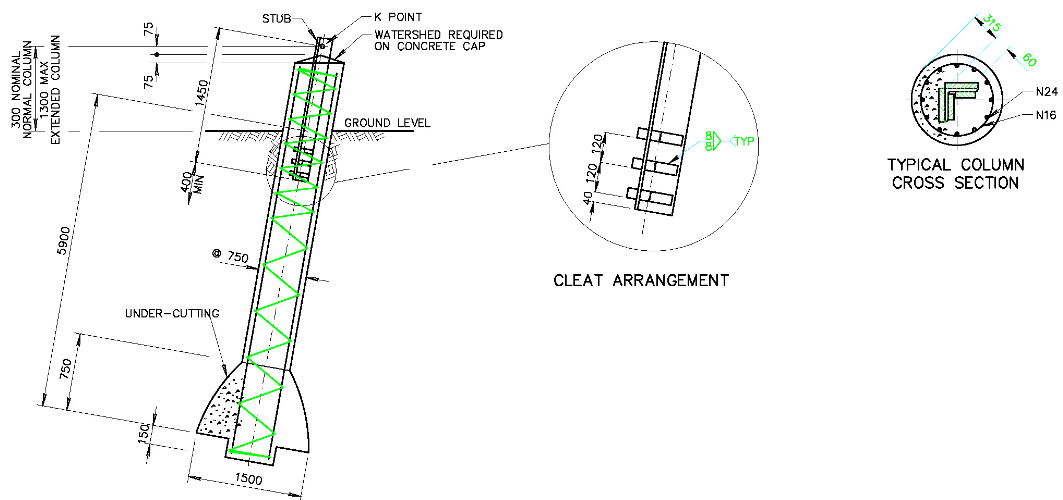 STUB
K POINT
WATERSHED REQUIRED
ON CONCRETE CAP
75
75
300 NOMINAL
NORMAL COLUMN
1300 MAX
EXTENDED COLUMN
1450
GROUND LEVEL
400
MIN
5900
@ 750
UNDER-CUTTING
750
150
1500
120
120
40
8
8
TYP
CLEAT ARRANGEMENT
315
60
N24
N16
TYPICAL COLUMN
CROSS SECTION